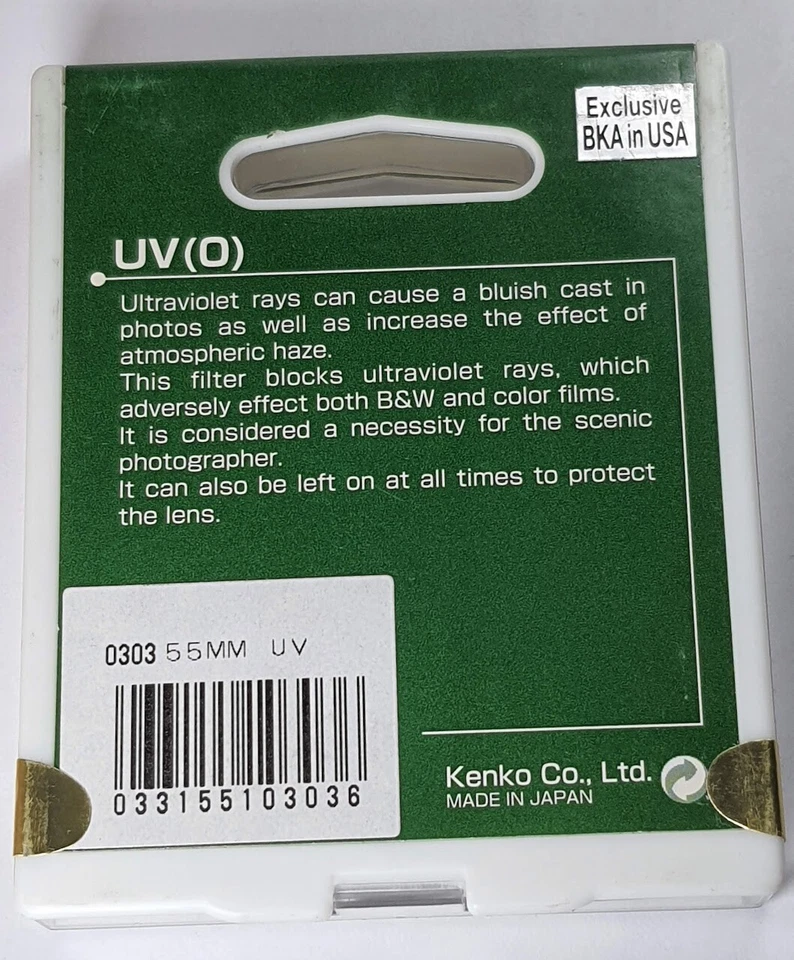 Exclusive
BKA in USA
UV(0)
Ultraviolet rays can cause a bluish cast in
photos as well as increase the effect of
atmospheric haze.
This filter blocks ultraviolet rays, which
adversely effect both B&W and color films.
It is considered a necessity for the scenic
photographer.
It can also be left on at all times to protect
the lens.
0303 55MM UV
033155103036
Kenko Co., Ltd.
MADE IN JAPAN